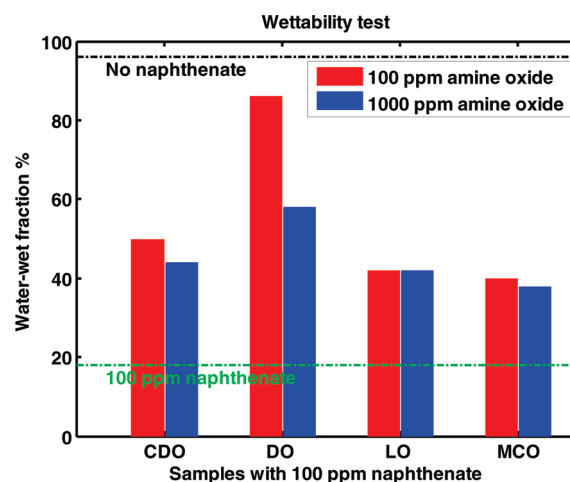 Wettability test
100
80
60
40
20
0
Water-wet fraction %
No naphthenate
100 ppm amine oxide
1000 ppm amine oxide
100 ppm naphthenate
CDO DO LO MCO
Samples with 100 ppm naphthenate